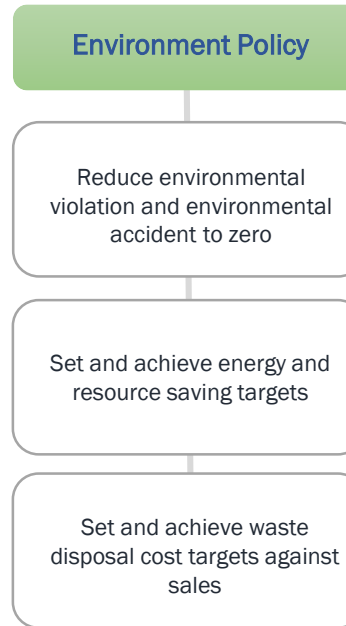 Environment Policy
Reduce environmental
violation and environmental
accident to zero
Set and achieve energy and
resource saving targets
Set and achieve waste
disposal cost targets against
sales